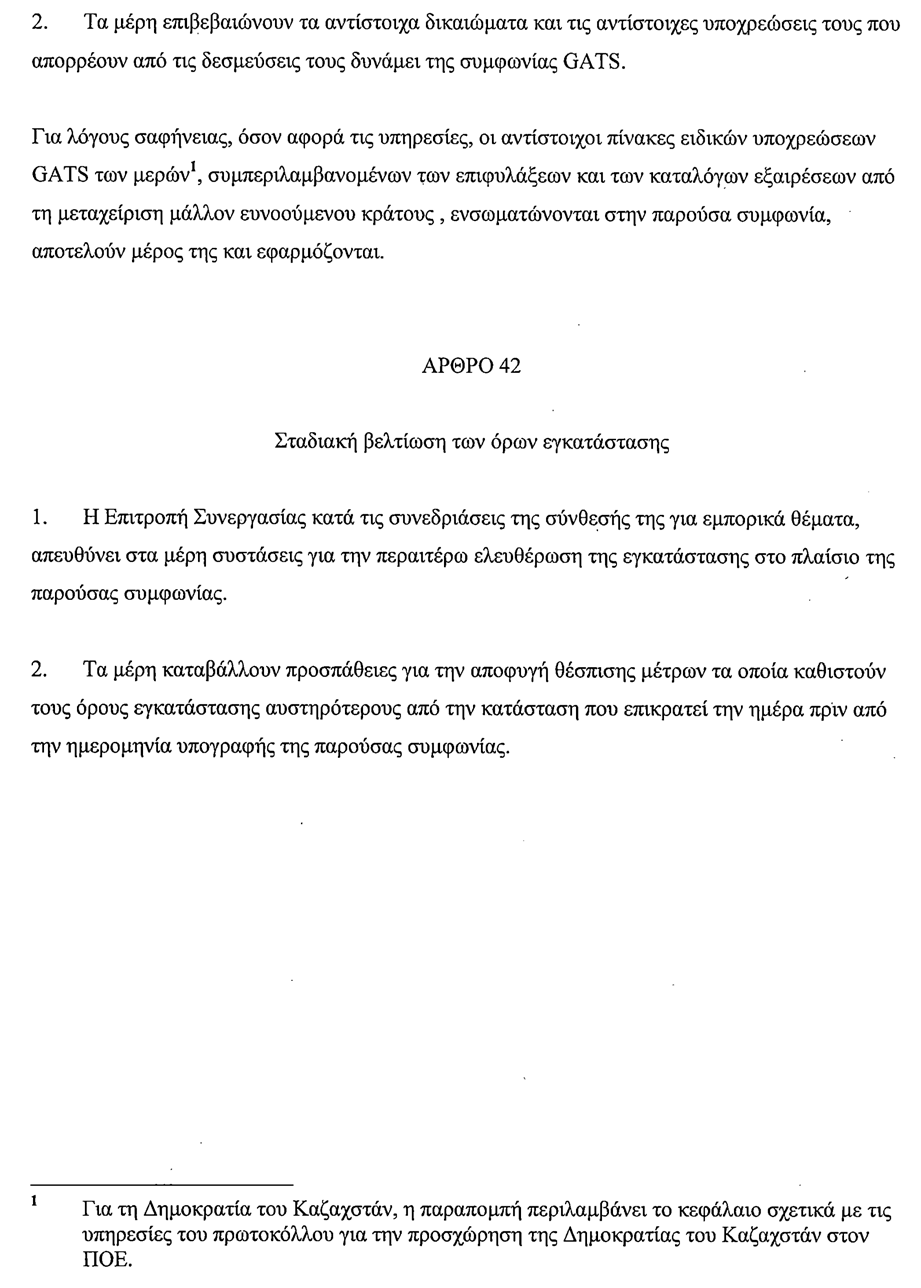 2. Τα μέρη επιβεβαιώνουν τα αντίστοιχα δικαιώματα και τις αντίστοιχες υποχρεώσεις τους που
απορρέουν από τις δεσμεύσεις τους δυνάμει της συμφωνίας GATS.
Για λόγους σαφήνειας, όσον αφορά τις υπηρεσίες, οι αντίστοιχοι πίνακες ειδικών υποχρεώσεων
GATS των μερών¹, συμπεριλαμβανομένων των επιφυλάξεων και των καταλόγων εξαιρέσεων από
τη μεταχείριση μάλλον ευνοούμενου κράτους , ενσωματώνονται στην παρούσα συμφωνία,
αποτελούν μέρος της και εφαρμόζονται.
ΑΡΘΡΟ 42
Σταδιακή βελτίωση των όρων εγκατάστασης
1. Η Επιτροπή Συνεργασίας κατά τις συνεδριάσεις της σύνθεσής της για εμπορικά θέματα,
απευθύνει στα μέρη συστάσεις για την περαιτέρω ελευθέρωση της εγκατάστασης στο πλαίσιο της
παρούσας συμφωνίας.
2. Τα μέρη καταβάλλουν προσπάθειες για την αποφυγή θέσπισης μέτρων τα οποία καθιστούν
τους όρους εγκατάστασης αυστηρότερους από την κατάσταση που επικρατεί την ημέρα πριν από
την ημερομηνία υπογραφής της παρούσας συμφωνίας.
¹ Για τη Δημοκρατία του Καζαχστάν, η παραπομπή περιλαμβάνει το κεφάλαιο σχετικά με τις
υπηρεσίες του πρωτοκόλλου για την προσχώρηση της Δημοκρατίας του Καζαχστάν στον
ΠΟΕ.